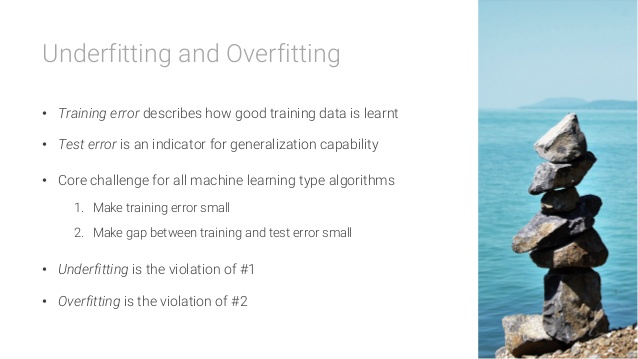 Underfitting and Overfitting
• Training error describes how good training data is learnt
• Test error is an indicator for generalization capability
• Core challenge for all machine learning type algorithms
1. Make training error small
2. Make gap between training and test error small
• Underfitting is the violation of #1
• Overfitting is the violation of #2